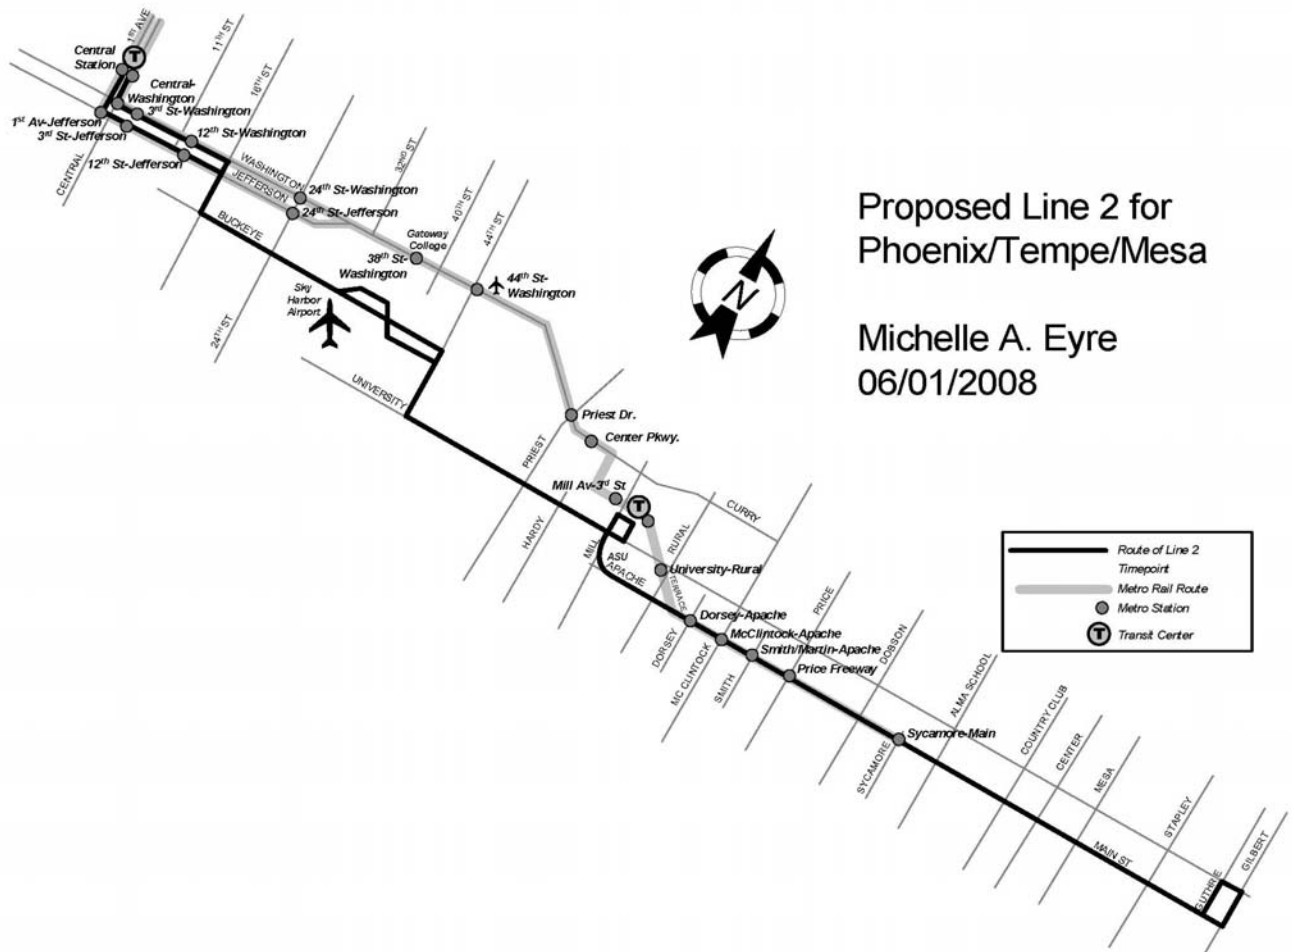 1ST AVE
11TH ST
16TH ST
Central
Station
T
Central-
Washington
3rd St-Washington
1st Av-Jefferson
3rd St-Jefferson
12th St-Washington
12th St-Jefferson
CENTRAL
WASHINGTON
JEFFERSON
32ND ST
24th St-Washington
24th St-Jefferson
BUCKEYE
40TH ST
44TH ST
Gateway
College
38th St-
Washington
44th St-
Washington
Sky
Harbor
Airport
24TH ST
UNIVERSITY
Proposed Line 2 for
Phoenix/Tempe/Mesa
N
Michelle A. Eyre
06/01/2008
Priest Dr.
Center Pkwy.
PRIEST
Mill Av-3rd St
T
CURRY
HARDY
RURAL
MILL
ASU
APACHE
University-Rural
TERRACE
PRICE
Dorsey-Apache
McClintock-Apache
Smith/Martin-Apache
Price Freeway
DORSEY
MC CLINTOCK
SMITH
DOBSON
Route of Line 2
Timepoint
Metro Rail Route
Metro Station
T
Transit Center
ALMA SCHOOL
COUNTRY CLUB
CENTER
MESA
Sycamore-Main
SYCAMORE
STAPLEY
MAIN ST
GUTHRIE
GILBERT